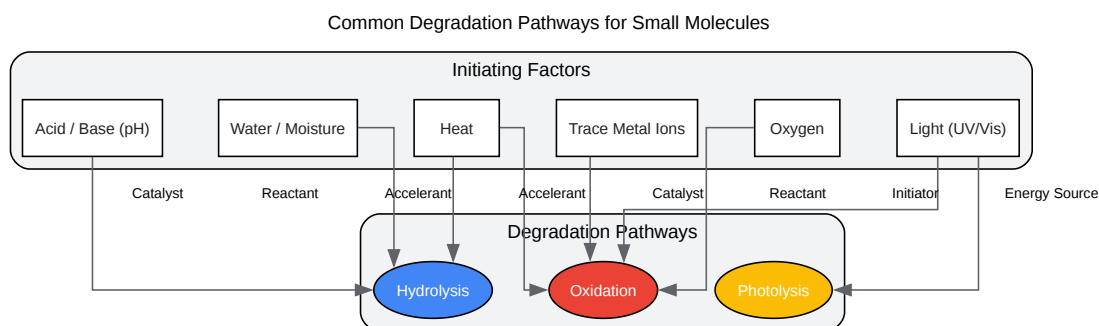 Common Degradation Pathways for Small Molecules
Initiating Factors
Acid / Base (pH)
Water / Moisture
Heat
Trace Metal Ions
Oxygen
Light (UV/Vis)
Catalyst
Reactant
Accelerant
Accelerant
Catalyst
Reactant
Initiator
Energy Source
Degradation Pathways
Hydrolysis
Oxidation
Photolysis